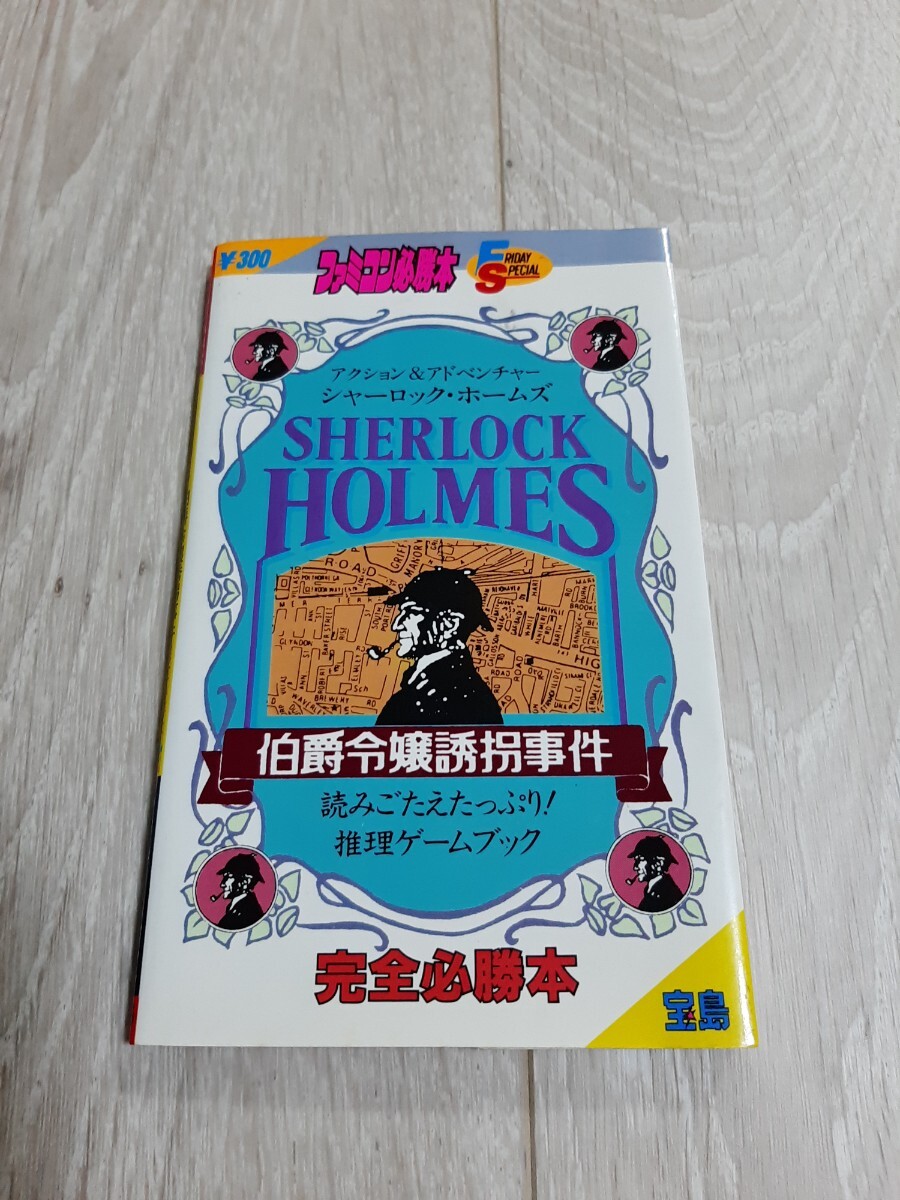 ¥300
ファミコン必勝本
FRIDAY
SPECIAL
アクション&アドベンチャー
シャーロック・ホームズ
SHERLOCK
HOLMES
伯爵令嬢誘拐事件
読みごたえたっぷり!
推理ゲームブック
完全必勝本
宝島